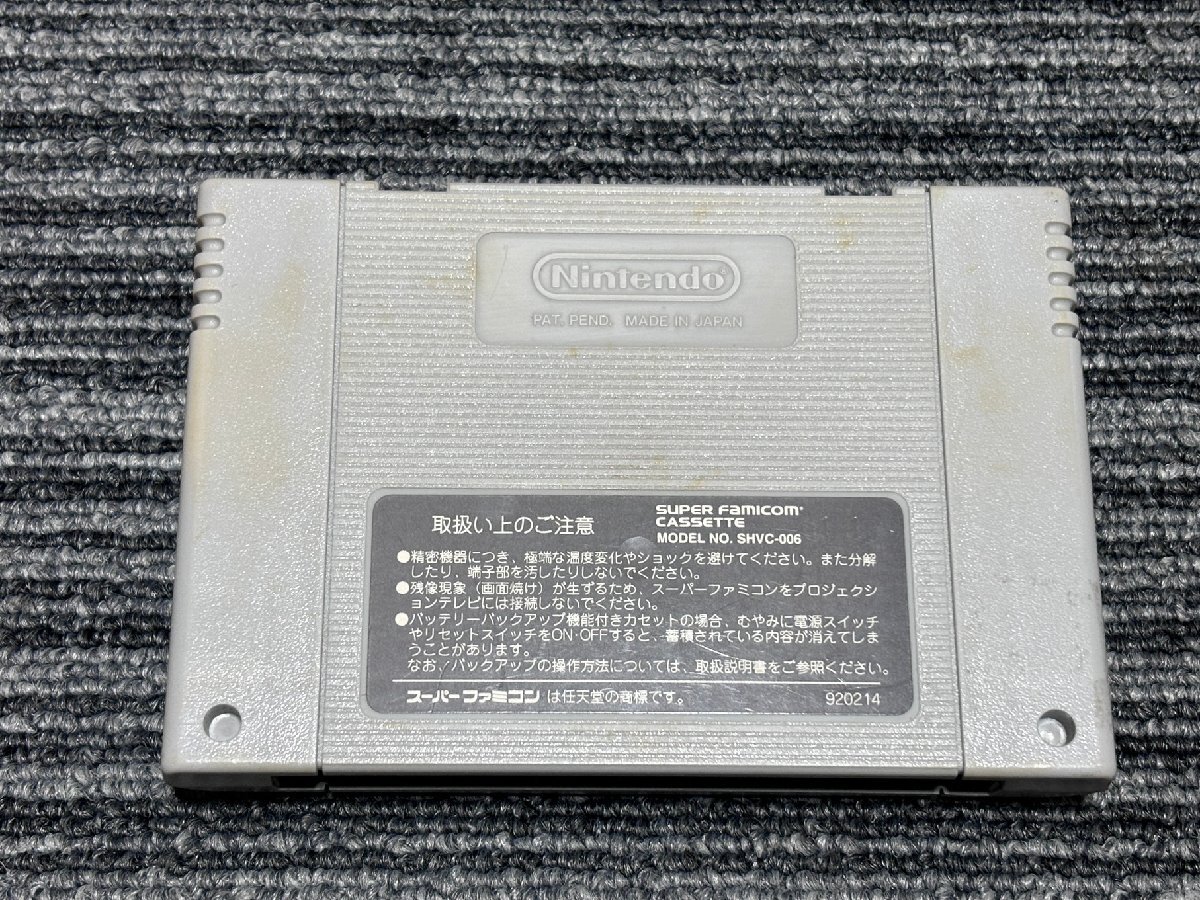 Nintendo
PAT. PEND. MADE IN JAPAN
取扱い上のご注意
SUPER FAMICOM
CASSETTE
MODEL NO. SHVC-006
●精密機器につき、極端な温度変化やショックを避けてください。また分解
したり、端子部を汚したりしないでください。
●残像現象（画面焼け）が生ずるため、スーパーファミコンをプロジェクシ
ョンテレビには接続しないでください。
●バッテリーバックアップ機能付きカセットの場合、むやみに電源スイッチ
やリセットスイッチをON・OFFすると、蓄積されている内容が消えてしま
うことがあります。
なお、バックアップの操作方法については、取扱説明書をご参照ください。
スーパーファミコン は任天堂の商標です。
920214